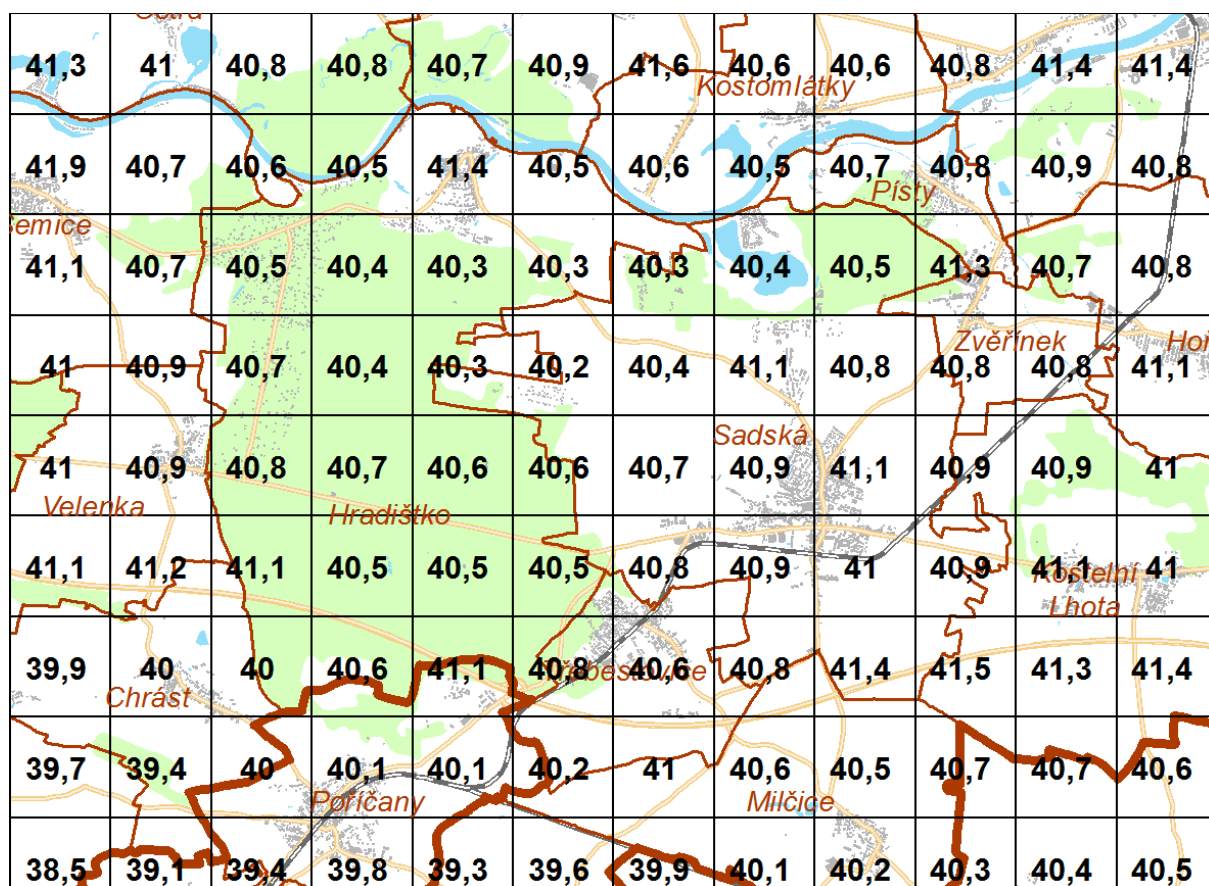 41,3 41 40,8 40,8 40,7 40,9 41,6 40,6 40,6 40,8 41,4 41,4
Kostomlátky
41,9 40,7 40,6 40,5 41,4 40,5 40,6 40,5 40,7 40,8 40,9 40,8
Písty
41,1 40,7 40,5 40,4 40,3 40,3 40,3 40,4 40,5 41,3 40,7 40,8
Zvěřínek
41 40,9 40,7 40,4 40,3 40,2 40,4 41,1 40,8 40,8 40,8 41,1
Sadská
41 40,9 40,8 40,7 40,6 40,6 40,7 40,9 41,1 40,9 40,9 41
Velenka Hradištko
41,1 41,2 41,1 40,5 40,5 40,5 40,8 40,9 41 40,9 41,1 41
Kostelní
Lhota
39,9 40 40 40,6 41,1 40,8 40,6 40,8 41,4 41,5 41,3 41,4
Chrást
39,7 39,4 40 40,1 40,1 40,2 41 40,6 40,5 40,7 40,7 40,6
Poříčany Milčice
38,5 39,1 39,4 39,8 39,3 39,6 39,9 40,1 40,2 40,3 40,4 40,5